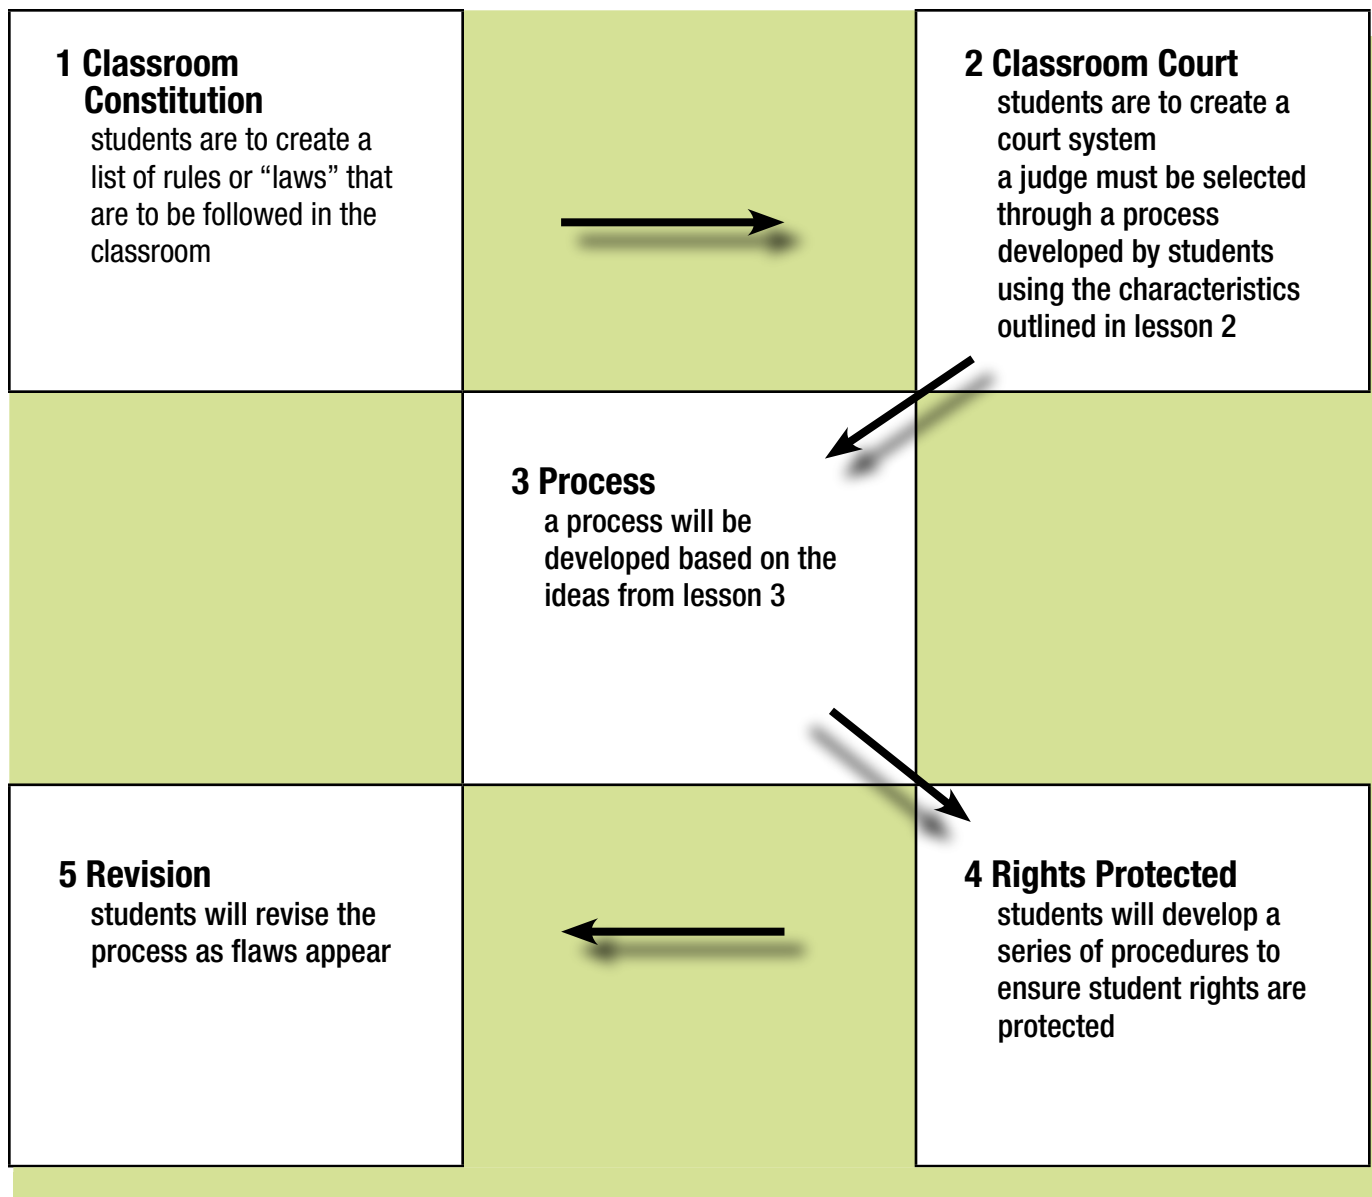 1 Classroom
Constitution
students are to create a
list of rules or “laws” that
are to be followed in the
classroom
2 Classroom Court
students are to create a
court system
a judge must be selected
through a process
developed by students
using the characteristics
outlined in lesson 2
3 Process
a process will be
developed based on the
ideas from lesson 3
4 Rights Protected
students will develop a
series of procedures to
ensure student rights are
protected
5 Revision
students will revise the
process as flaws appear